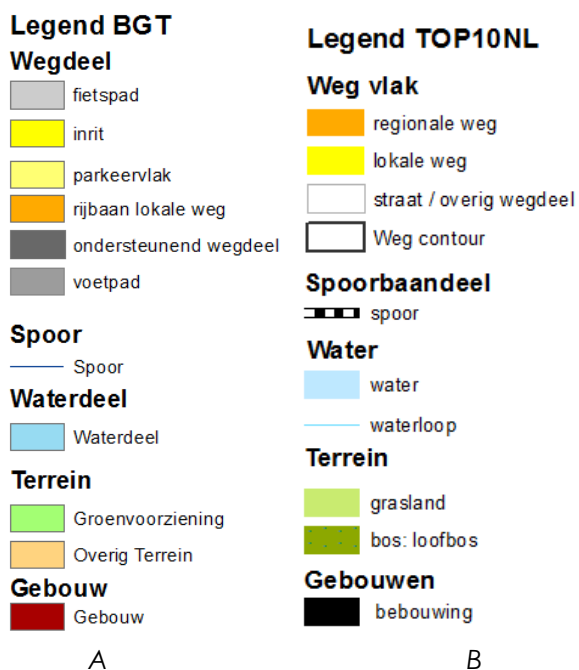 Legend BGT
Wegdeel
fietspad
inrit
parkeervlak
rijbaan lokale weg
ondersteunend wegdeel
voetpad
Spoor
Spoor
Waterdeel
Waterdeel
Terrein
Groenvoorziening
Overig Terrein
Gebouw
Gebouw
A
Legend TOP10NL
Weg vlak
regionale weg
lokale weg
straat / overig wegdeel
Weg contour
Spoorbaandeel
spoor
Water
water
waterloop
Terrein
grasland
bos: loofbos
Gebouwen
bebouwing
B